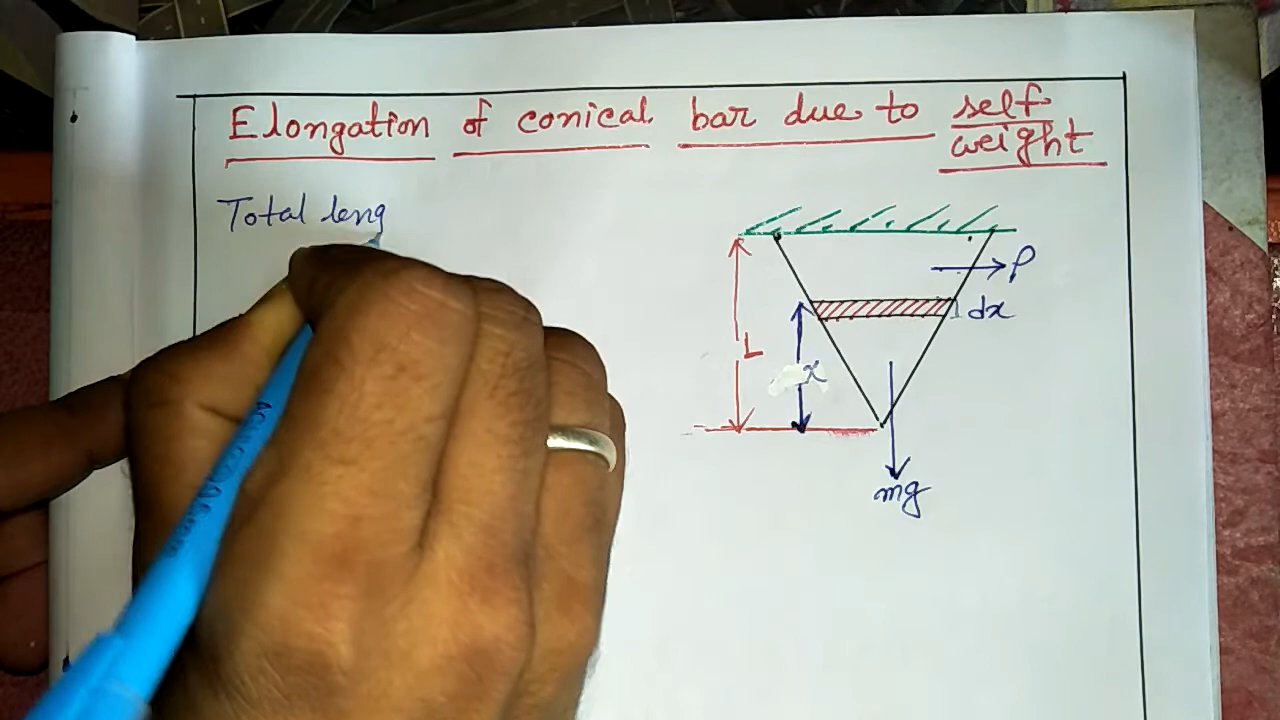 Elongation of conical bar due to self
weight
Total leng
P
dx
L
x
mg